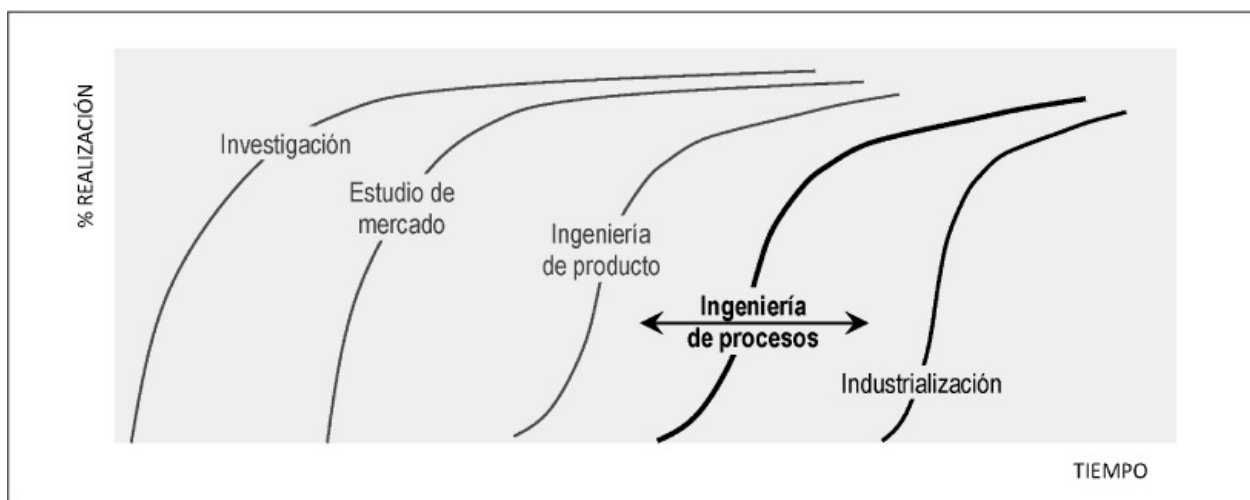 % REALIZACIÓN
Investigación
Estudio de
mercado
Ingeniería
de producto
Ingeniería
de procesos
Industrialización
TIEMPO